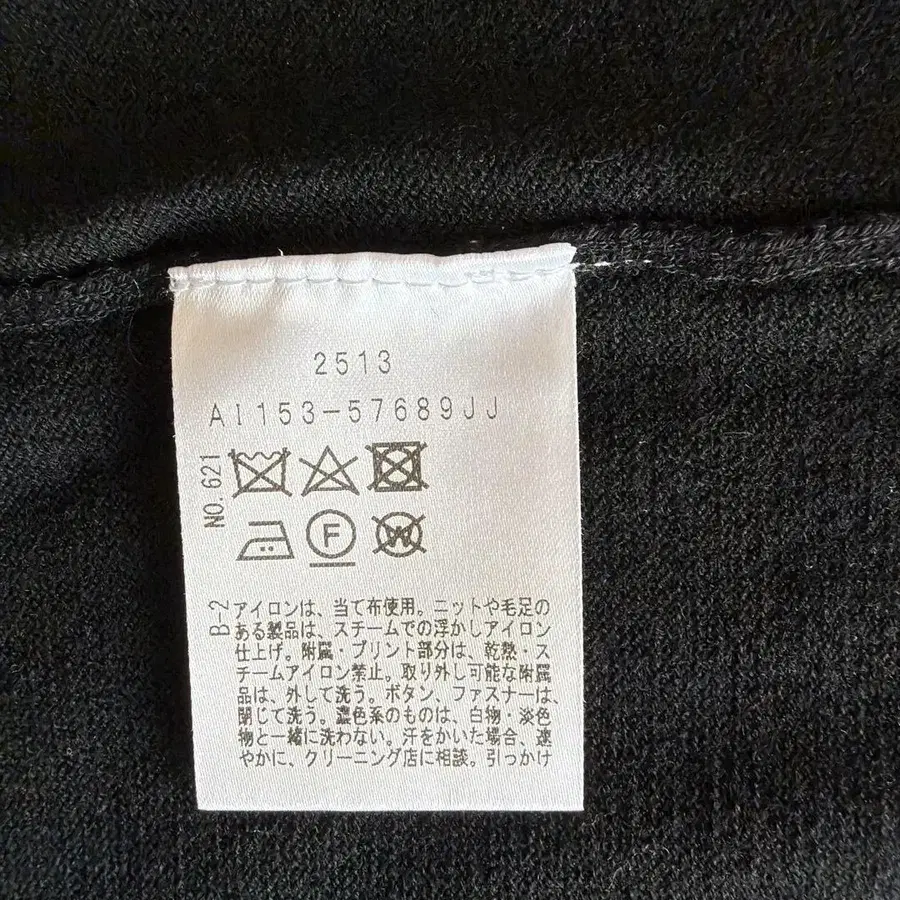 2513
AI153-57689JJ
NO.621
F
W
B-2
アイロンは、当て布使用。ニットや毛足の
ある製品は、スチームでの浮かしアイロン
仕上げ。附属・プリント部分は、乾熱・ス
チームアイロン禁止。取り外し可能な附属
品は、外して洗う。ボタン、ファスナーは、
閉じて洗う。濃色系のものは、白物・淡色
物と一緒に洗わない。汗をかいた場合、速
やかに、クリーニング店に相談。引っかけ